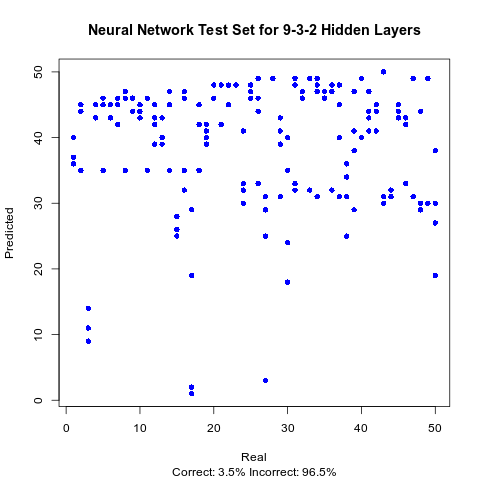 Neural Network Test Set for 9-3-2 Hidden Layers
Predicted
50
40
30
20
10
0
0 10 20 30 40 50
Real
Correct: 3.5% Incorrect: 96.5%